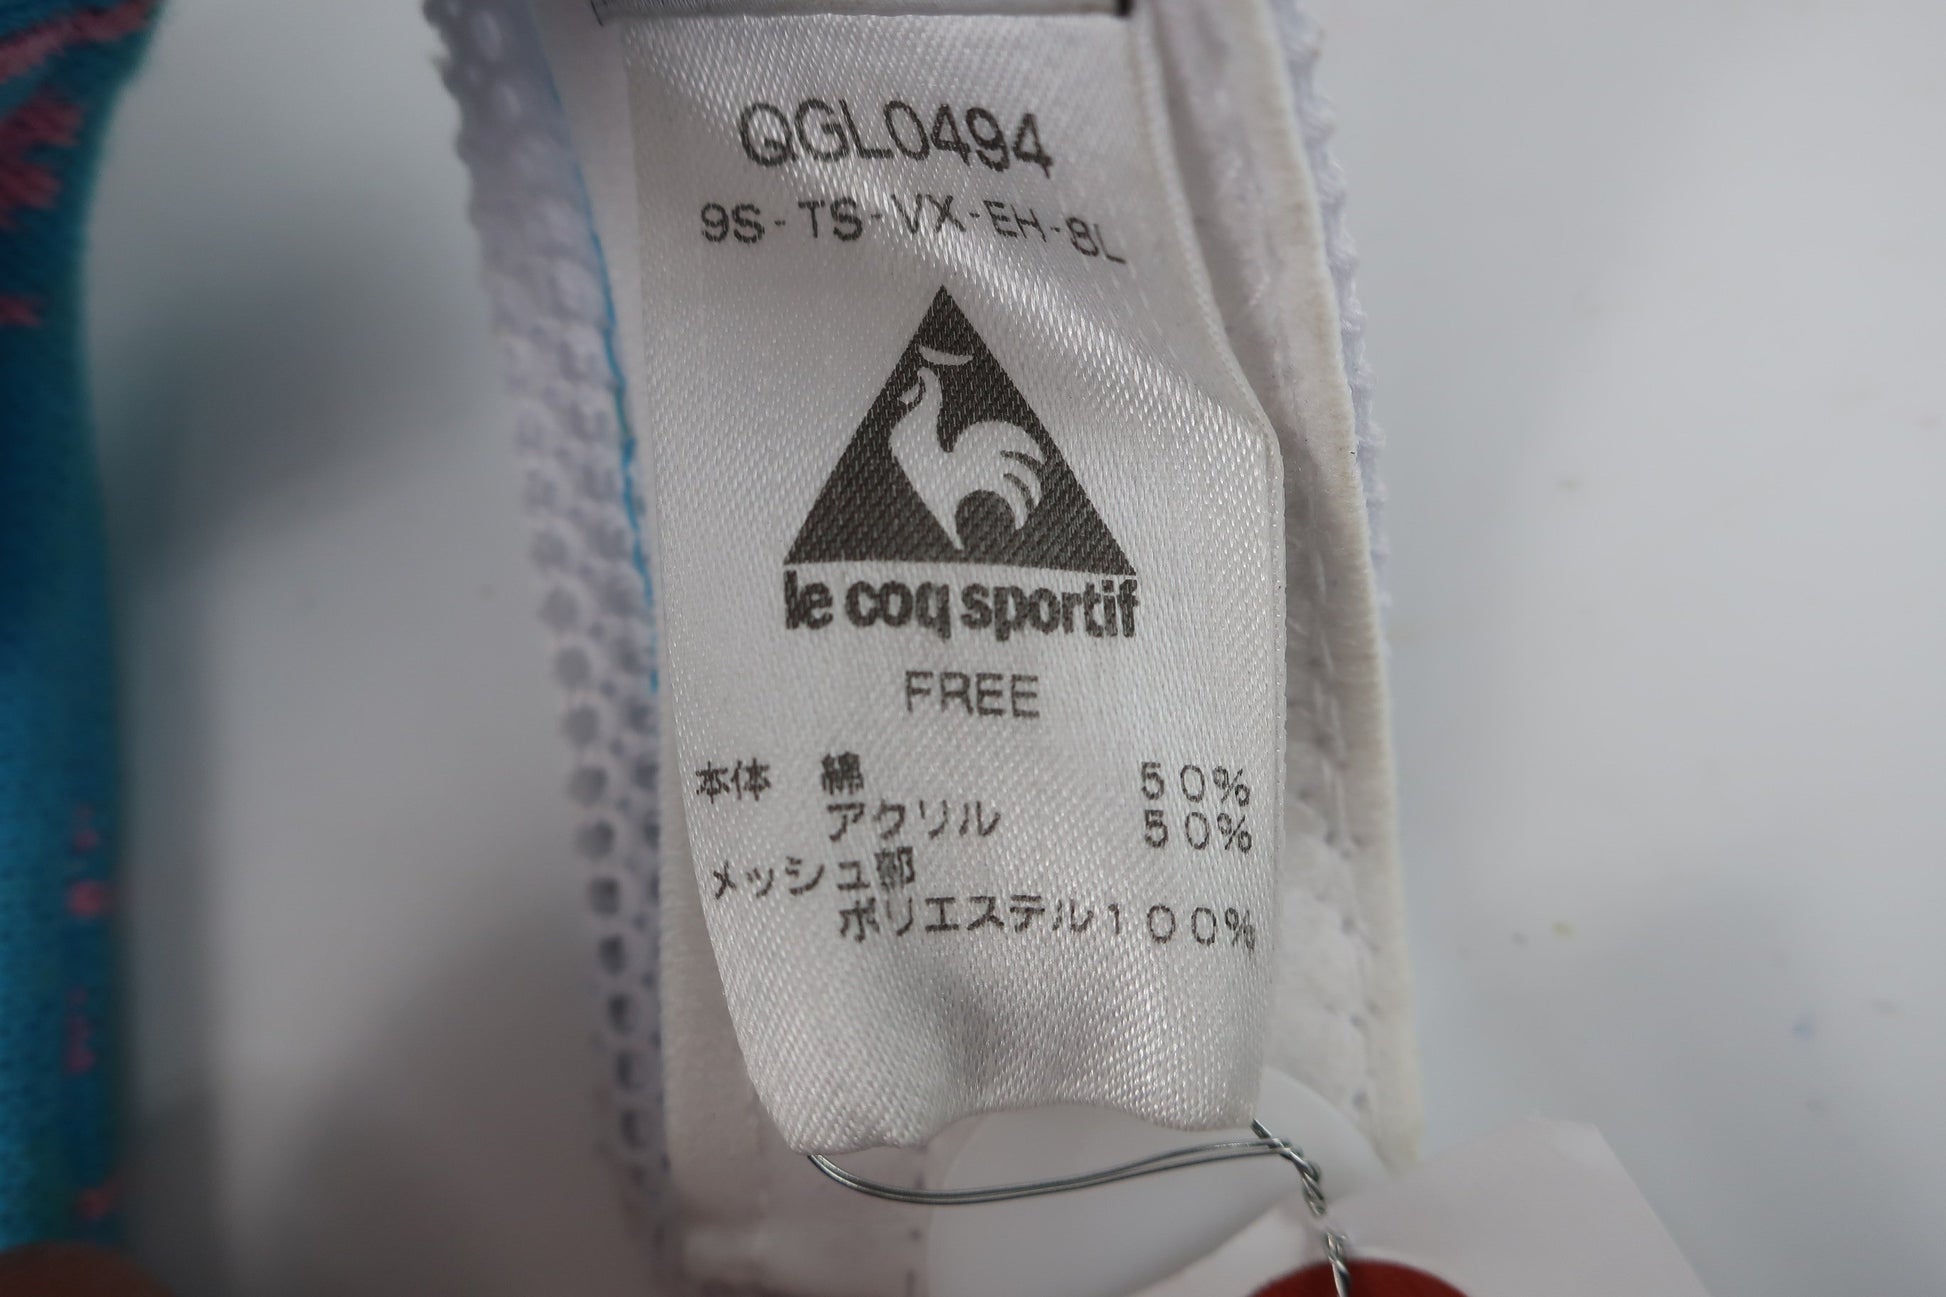 QGL0494
9S-TS-VX-EH-8L
le coq sportif
FREE
本体 綿 50%
アクリル 50%
メッシュ部
ポリエステル100%